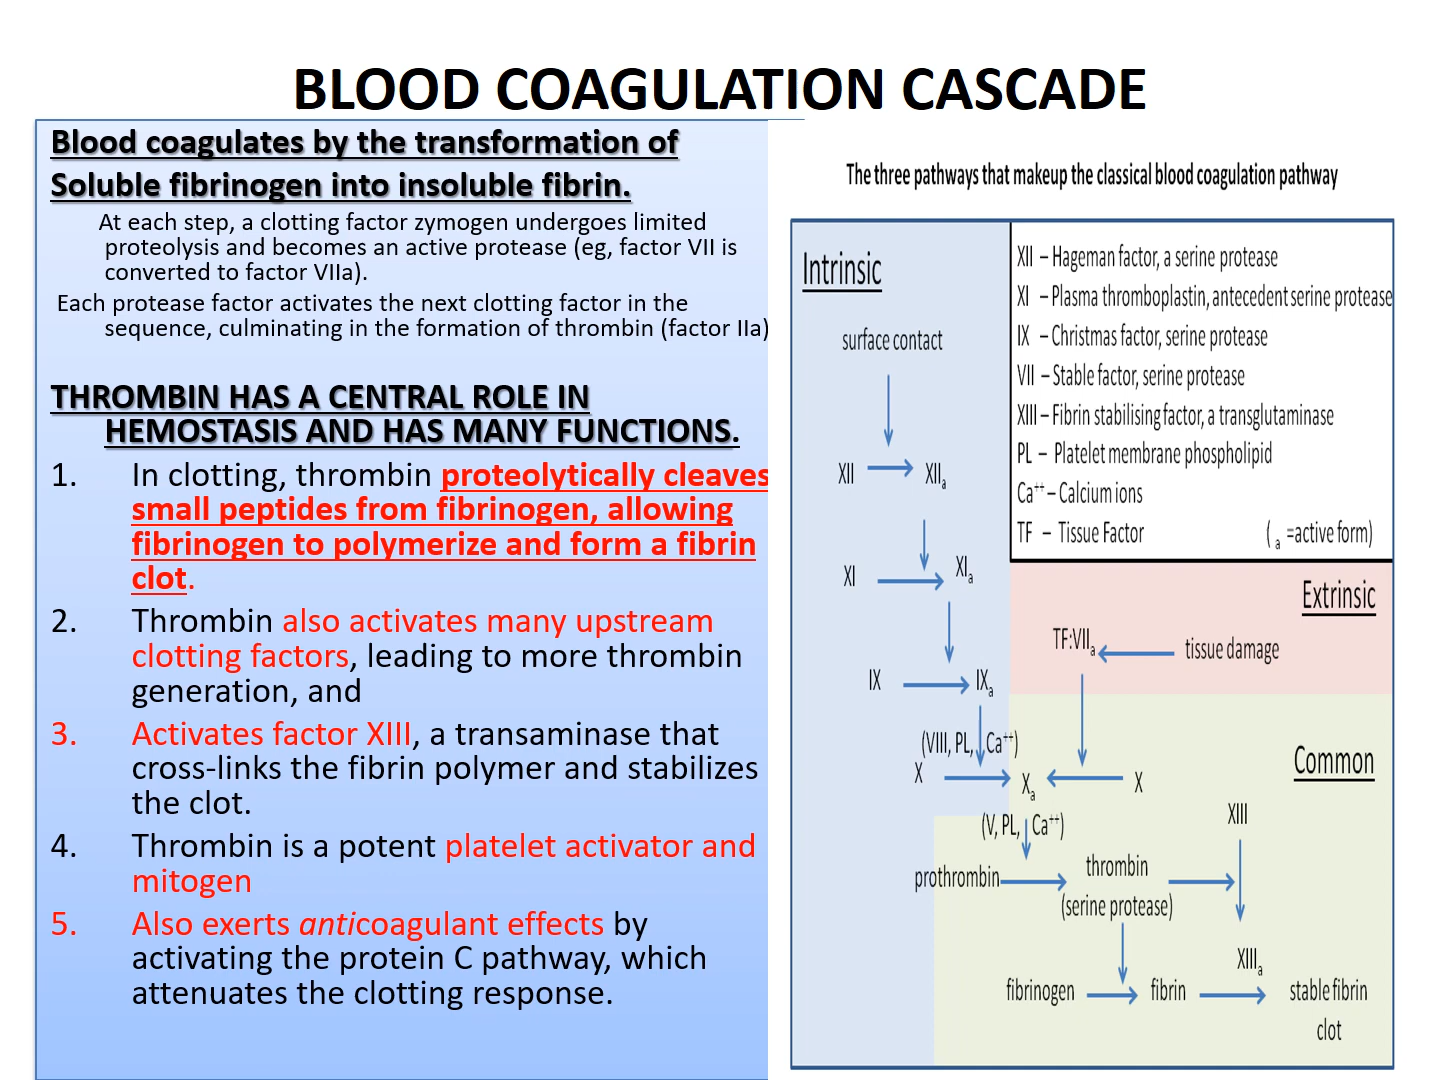 BLOOD COAGULATION CASCADE
Blood coagulates by the transformation of
Soluble fibrinogen into insoluble fibrin.
At each step, a clotting factor zymogen undergoes limited
proteolysis and becomes an active protease (eg, factor VII is
converted to factor VIIa).
Each protease factor activates the next clotting factor in the
sequence, culminating in the formation of thrombin (factor IIa)
THROMBIN HAS A CENTRAL ROLE IN
HEMOSTASIS AND HAS MANY FUNCTIONS.
1. In clotting, thrombin proteolytically cleaves
small peptides from fibrinogen, allowing
fibrinogen to polymerize and form a fibrin
clot.
2. Thrombin also activates many upstream
clotting factors, leading to more thrombin
generation, and
3. Activates factor XIII, a transaminase that
cross-links the fibrin polymer and stabilizes
the clot.
4. Thrombin is a potent platelet activator and
mitogen
5. Also exerts anticoagulant effects by
activating the protein C pathway, which
attenuates the clotting response.
The three pathways that makeup the classical blood coagulation pathway
Intrinsic
surface contact
XII XIIa
XI XIa
IX IXa
(VIII, PL, Ca++)
X Xa X
(V, PL, Ca++)
prothrombin thrombin
(serine protease)
fibrinogen fibrin stable fibrin
clot
XII – Hageman factor, a serine protease
XI – Plasma thromboplastin, antecedent serine protease
IX – Christmas factor, serine protease
VII – Stable factor, serine protease
XIII – Fibrin stabilising factor, a transglutaminase
PL – Platelet membrane phospholipid
Ca++ – Calcium ions
TF – Tissue Factor ( a =active form)
Extrinsic
TF:VIIa tissue damage
Common
XIII
XIIIa